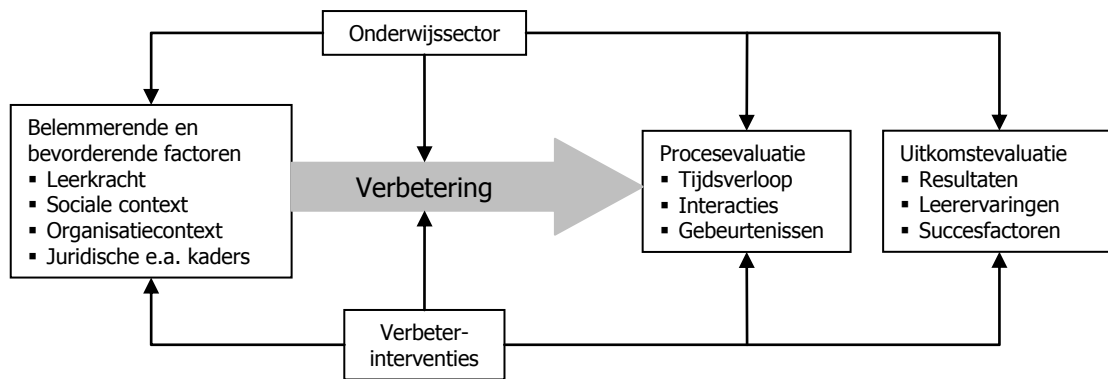 Onderwijssector
Belemmerende en
bevorderende factoren
▪ Leerkracht
▪ Sociale context
▪ Organisatiecontext
▪ Juridische e.a. kaders
Verbetering
Procesevaluatie
▪ Tijdsverloop
▪ Interacties
▪ Gebeurtenissen
Uitkomstevaluatie
▪ Resultaten
▪ Leerervaringen
▪ Succesfactoren
Verbeter-
interventies